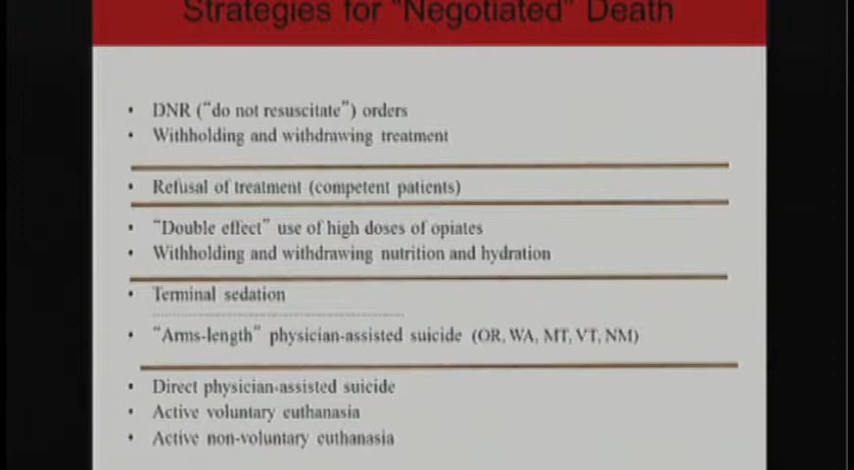 Strategies for "Negotiated" Death
• DNR ("do not resuscitate") orders
• Withholding and withdrawing treatment
• Refusal of treatment (competent patients)
• "Double effect" use of high doses of opiates
• Withholding and withdrawing nutrition and hydration
• Terminal sedation
• "Arms-length" physician-assisted suicide (OR, WA, MT, VT, NM)
• Direct physician-assisted suicide
• Active voluntary euthanasia
• Active non-voluntary euthanasia